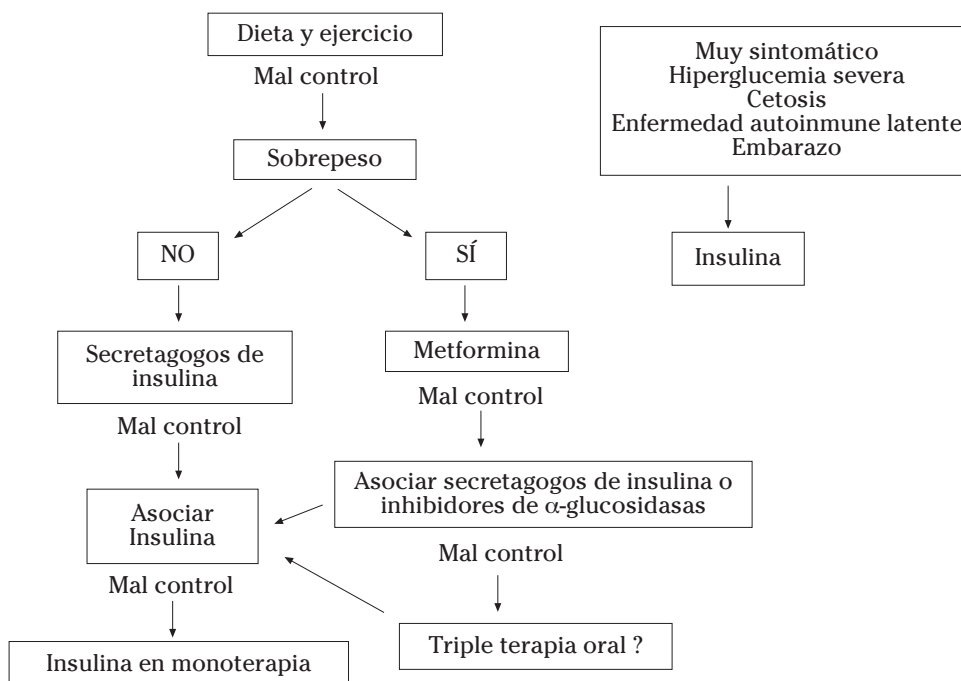 Dieta y ejercicio
Mal control
Sobrepeso
NO
SÍ
Secretagogos de
insulina
Metformina
Mal control
Mal control
Asociar secretagogos de insulina o
inhibidores de α-glucosidasas
Asociar
Insulina
Mal control
Mal control
Triple terapia oral ?
Insulina en monoterapia
Muy sintomático
Hiperglucemia severa
Cetosis
Enfermedad autoinmune latente
Embarazo
Insulina